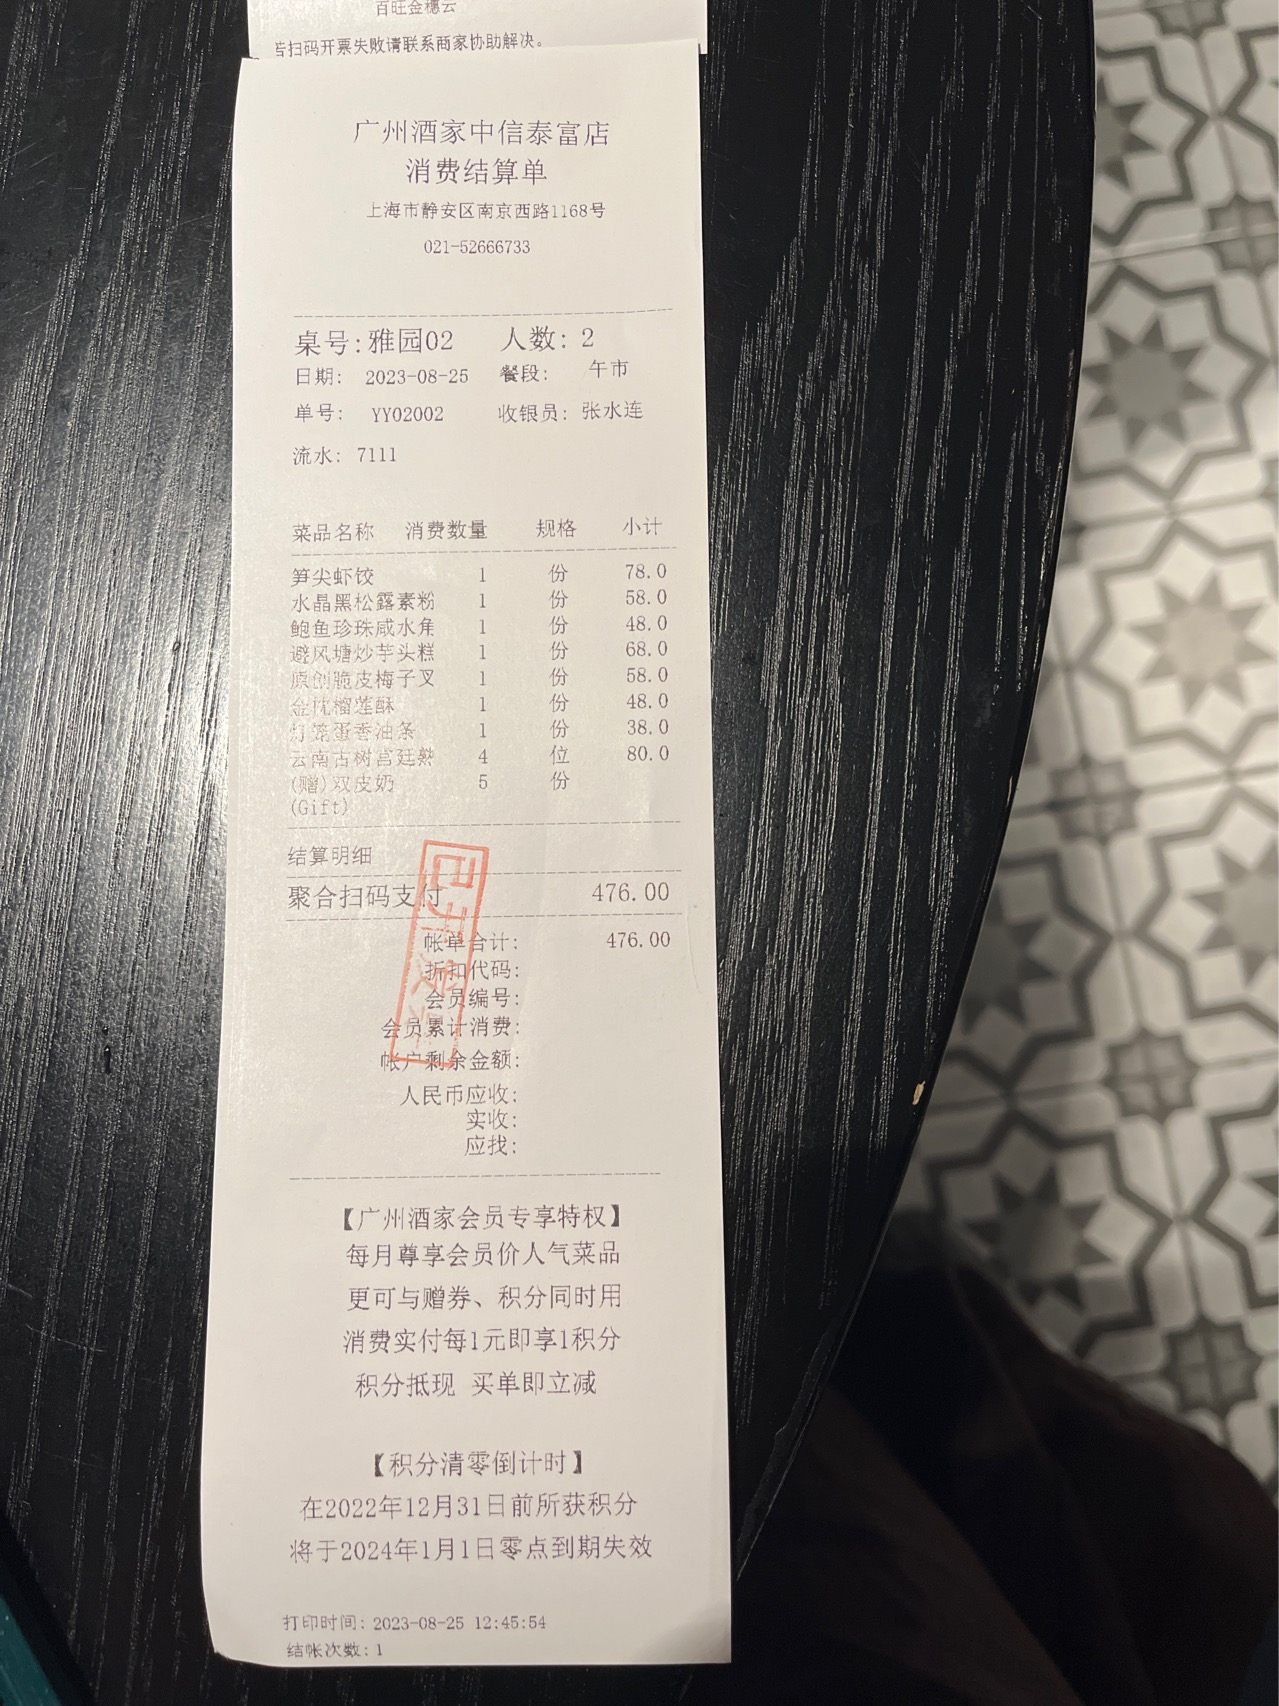 百旺金穗云
若扫码开票失败请联系商家协助解决。
广州酒家中信泰富店
消费结算单
上海市静安区南京西路1168号
021-52666733
桌号:雅园02 人数: 2
日期: 2023-08-25 餐段: 午市
单号: YY02002 收银员: 张水连
流水: 7111
菜品名称 消费数量 规格 小计
笋尖虾饺 1 份 78.0
水晶黑松露素粉 1 份 58.0
鲍鱼珍珠咸水角 1 份 48.0
避风塘炒芋头糕 1 份 68.0
原创脆皮梅子叉 1 份 58.0
金枕榴莲酥 1 份 48.0
灯笼蛋香油条 1 份 38.0
云南古树宫廷熟 4 位 80.0
(赠)双皮奶 5 份
(Gift)
结算明细
聚合扫码支付 476.00
帐单合计: 476.00
折扣代码:
会员编号:
会员累计消费:
帐户剩余金额:
人民币应收:
实收:
应找:
已开发票
【广州酒家会员专享特权】
每月尊享会员价人气菜品
更可与赠券、积分同时用
消费实付每1元即享1积分
积分抵现 买单即立减
【积分清零倒计时】
在2022年12月31日前所获积分
将于2024年1月1日零点到期失效
打印时间: 2023-08-25 12:45:54
结帐次数: 1